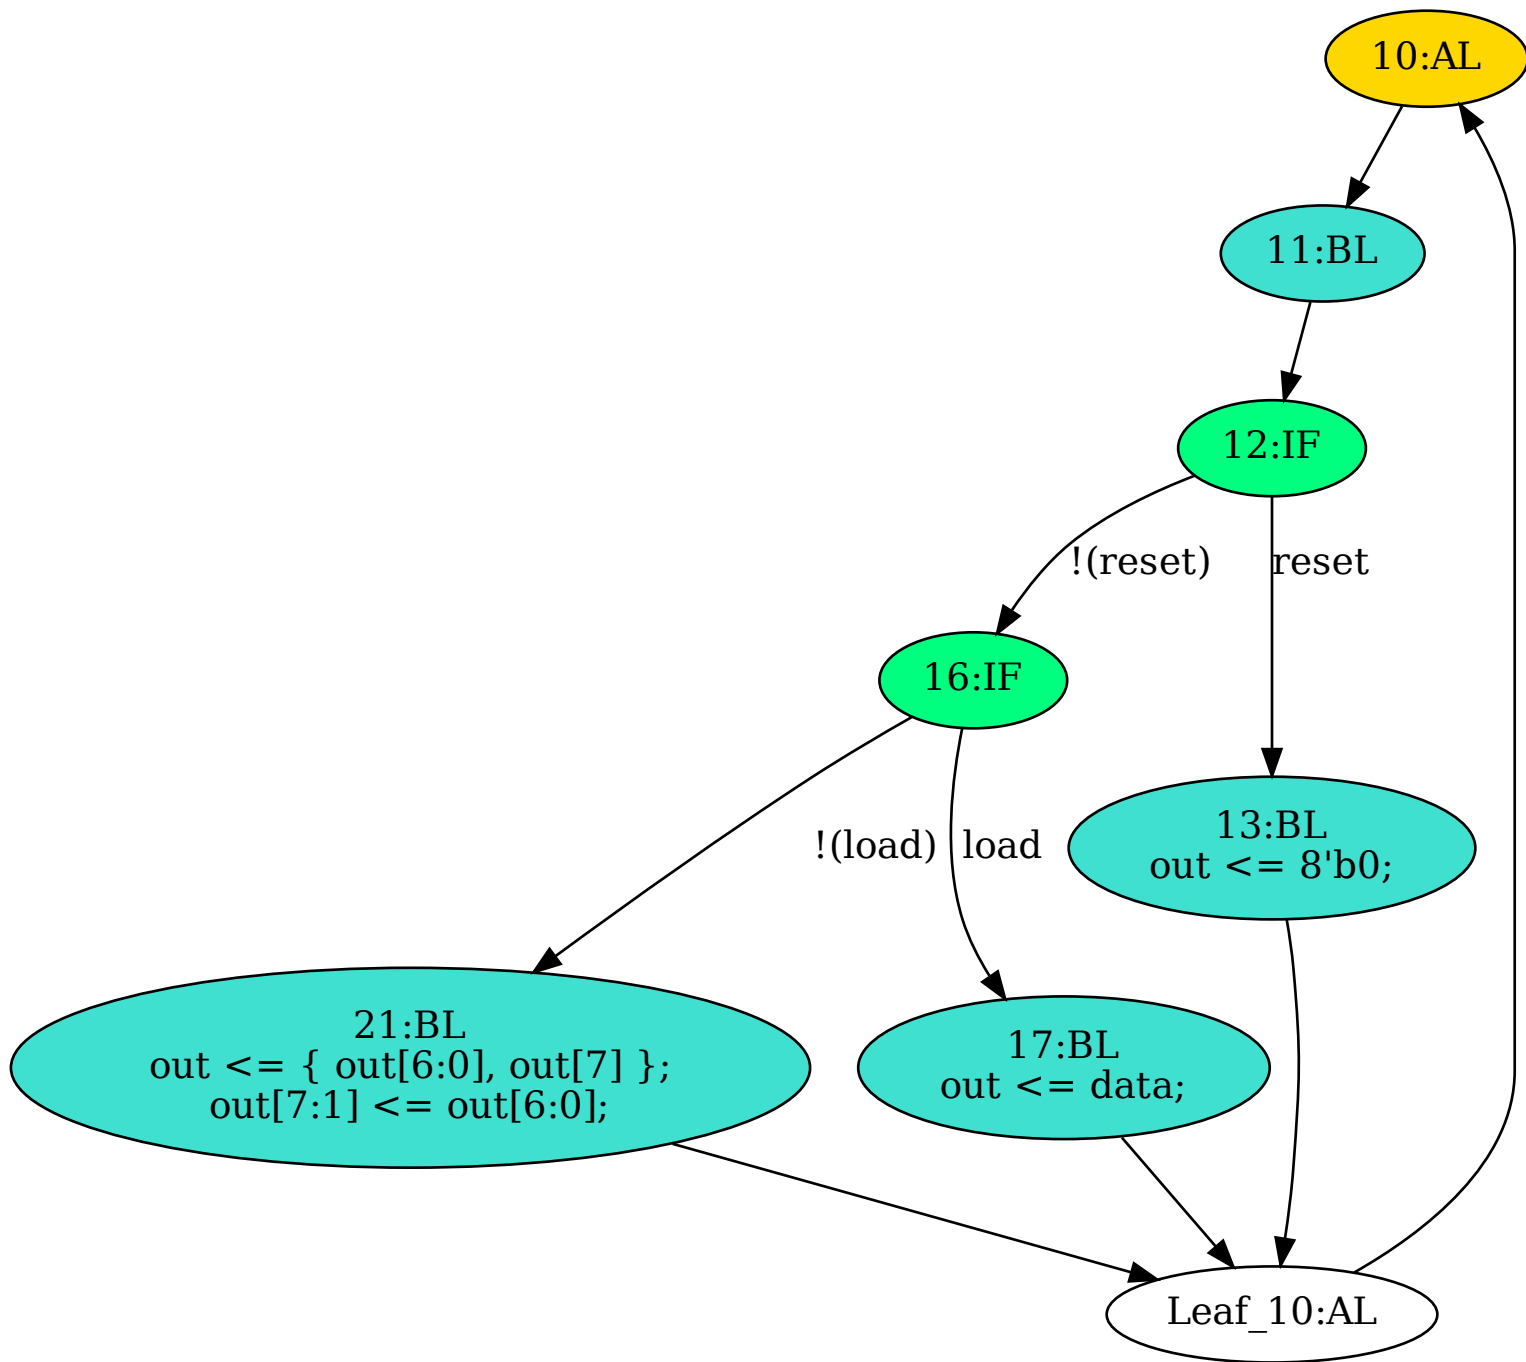 10:AL
11:BL
12:IF
!(reset)
reset
16:IF
!(load)
load
13:BL
out <= 8'b0;
21:BL
out <= { out[6:0], out[7] };
out[7:1] <= out[6:0];
17:BL
out <= data;
Leaf_10:AL